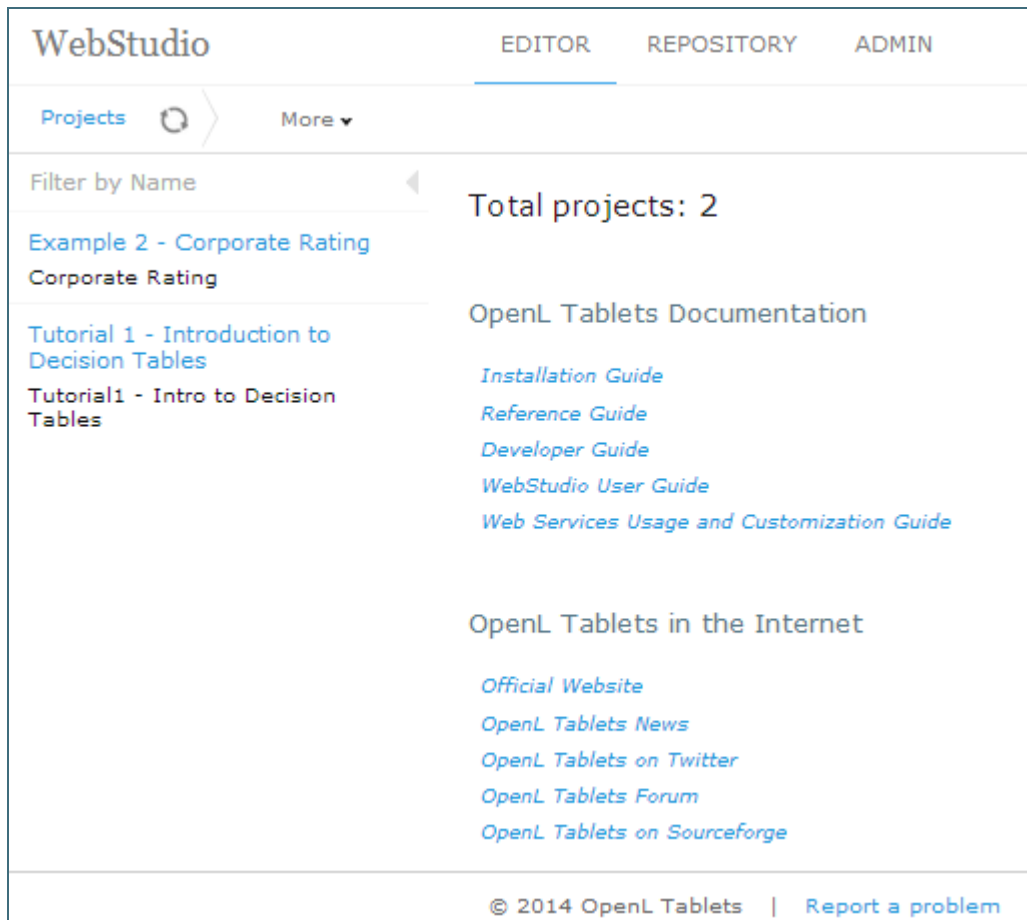 WebStudio
EDITOR REPOSITORY ADMIN
Projects More
Filter by Name
Example 2 - Corporate Rating
Corporate Rating
Tutorial 1 - Introduction to
Decision Tables
Tutorial1 - Intro to Decision
Tables
Total projects: 2
OpenL Tablets Documentation
Installation Guide
Reference Guide
Developer Guide
WebStudio User Guide
Web Services Usage and Customization Guide
OpenL Tablets in the Internet
Official Website
OpenL Tablets News
OpenL Tablets on Twitter
OpenL Tablets Forum
OpenL Tablets on Sourceforge
© 2014 OpenL Tablets | Report a problem